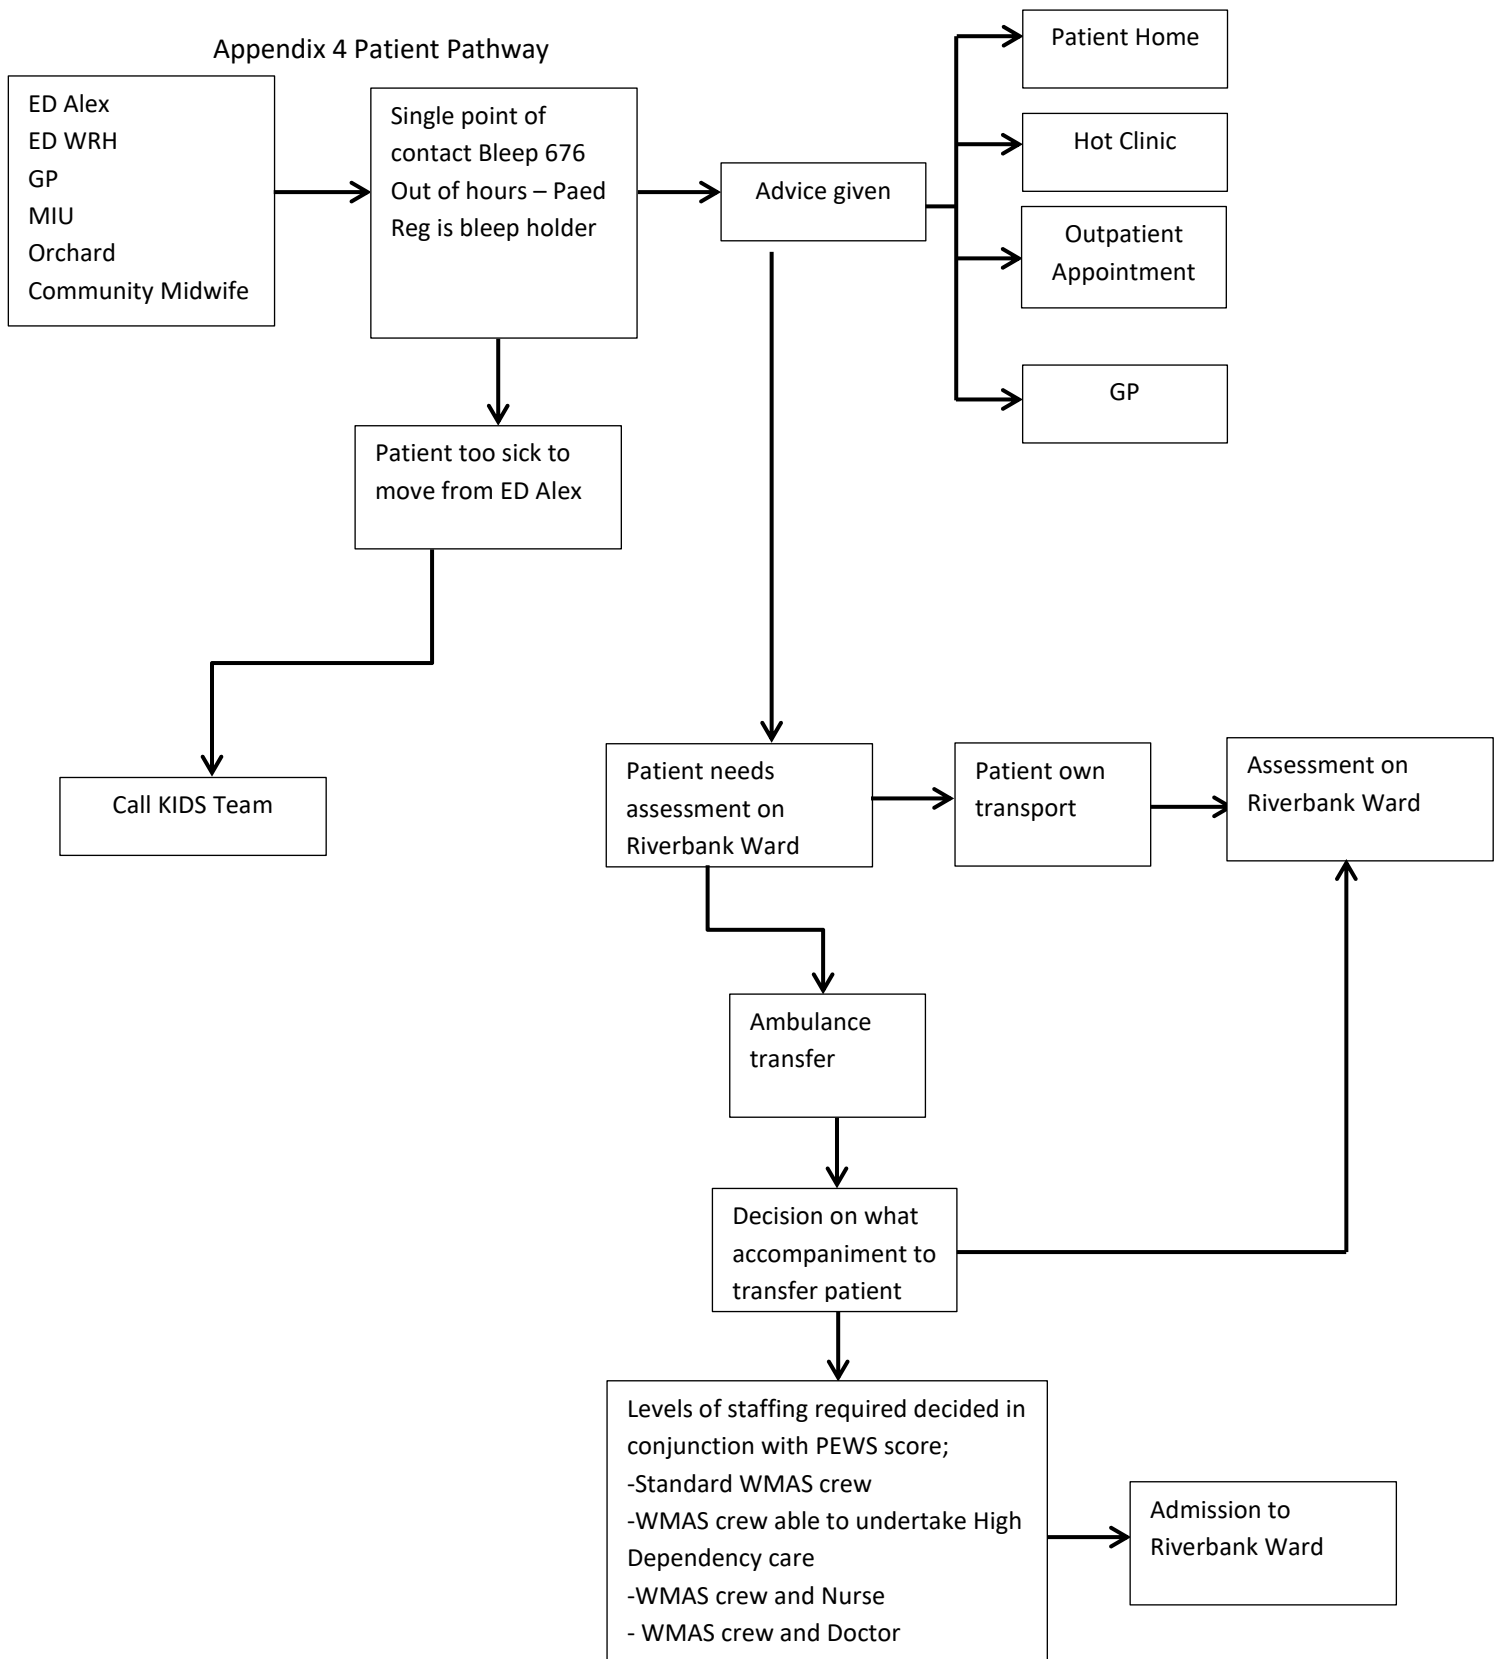 Appendix 4 Patient Pathway
ED Alex
ED WRH
GP
MIU
Orchard
Community Midwife
Single point of
contact Bleep 676
Out of hours – Paed
Reg is bleep holder
Advice given
Patient Home
Hot Clinic
Outpatient
Appointment
GP
Patient too sick to
move from ED Alex
Call KIDS Team
Patient needs
assessment on
Riverbank Ward
Patient own
transport
Assessment on
Riverbank Ward
Ambulance
transfer
Decision on what
accompaniment to
transfer patient
Levels of staffing required decided in
conjunction with PEWS score;
-Standard WMAS crew
-WMAS crew able to undertake High
Dependency care
-WMAS crew and Nurse
- WMAS crew and Doctor
Admission to
Riverbank Ward